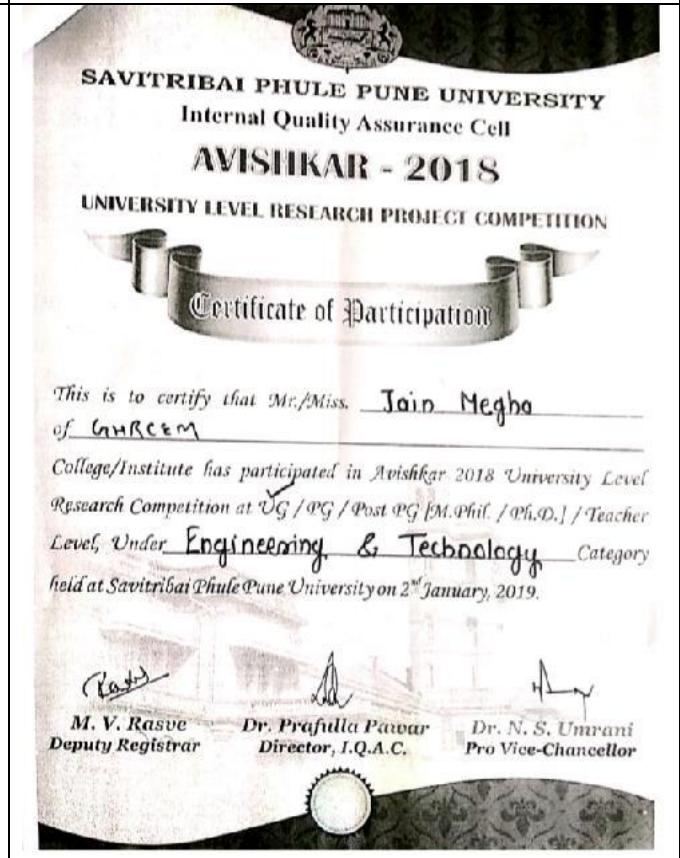 SAVITRIBAI PHULE PUNE UNIVERSITY
Internal Quality Assurance Cell
AVISHKAR - 2018
UNIVERSITY LEVEL RESEARCH PROJECT COMPETITION
Certificate of Participation
This is to certify that Mr./Miss. Jain Megha
of GHRCEM
College/Institute has participated in Avishkar 2018 University Level
Research Competition at UG / PG / Post PG [M.Phil. / Ph.D.] / Teacher
Level, Under Engineering & Technology Category
held at Savitribai Phule Pune University on 2nd January, 2019.
M. V. Rasve Dr. Prafulla Pawar Dr. N. S. Umrani
Deputy Registrar Director, I.Q.A.C. Pro Vice-Chancellor